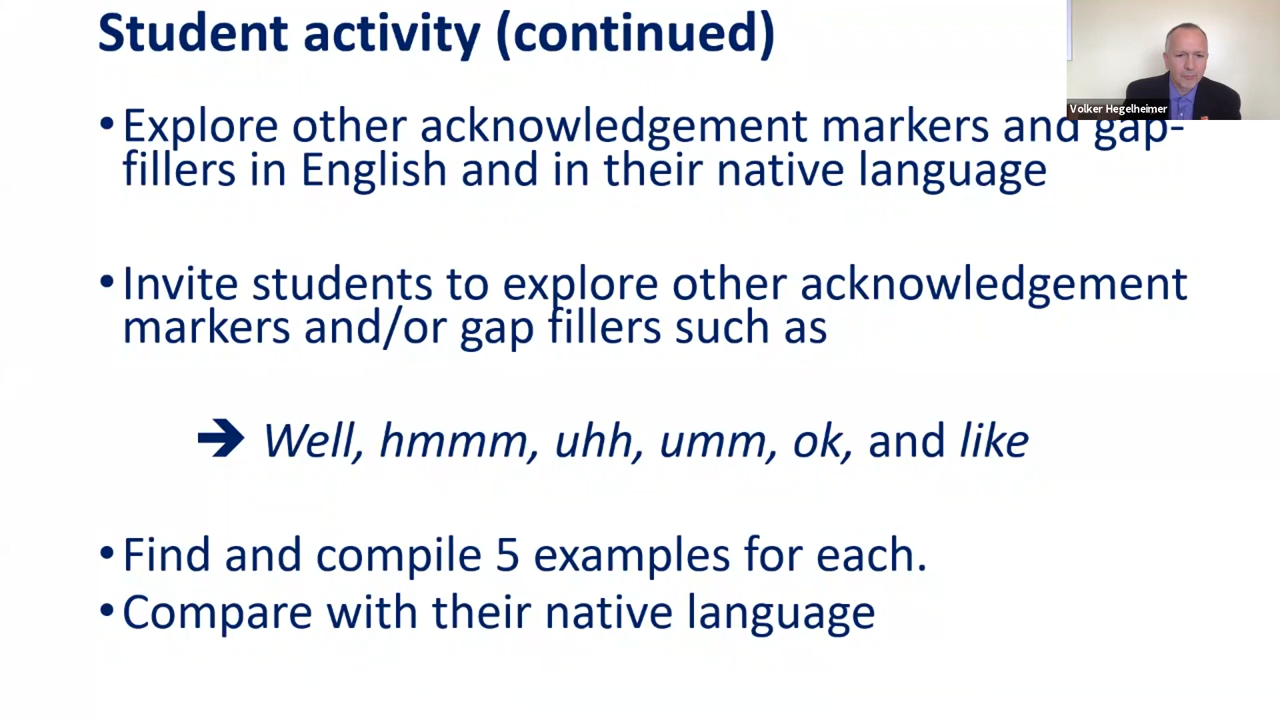 Student activity (continued)
Volker Hegelheimer
•Explore other acknowledgement markers and gap-
fillers in English and in their native language
•Invite students to explore other acknowledgement
markers and/or gap fillers such as
➔ Well, hmmm, uhh, umm, ok, and like
•Find and compile 5 examples for each.
•Compare with their native language